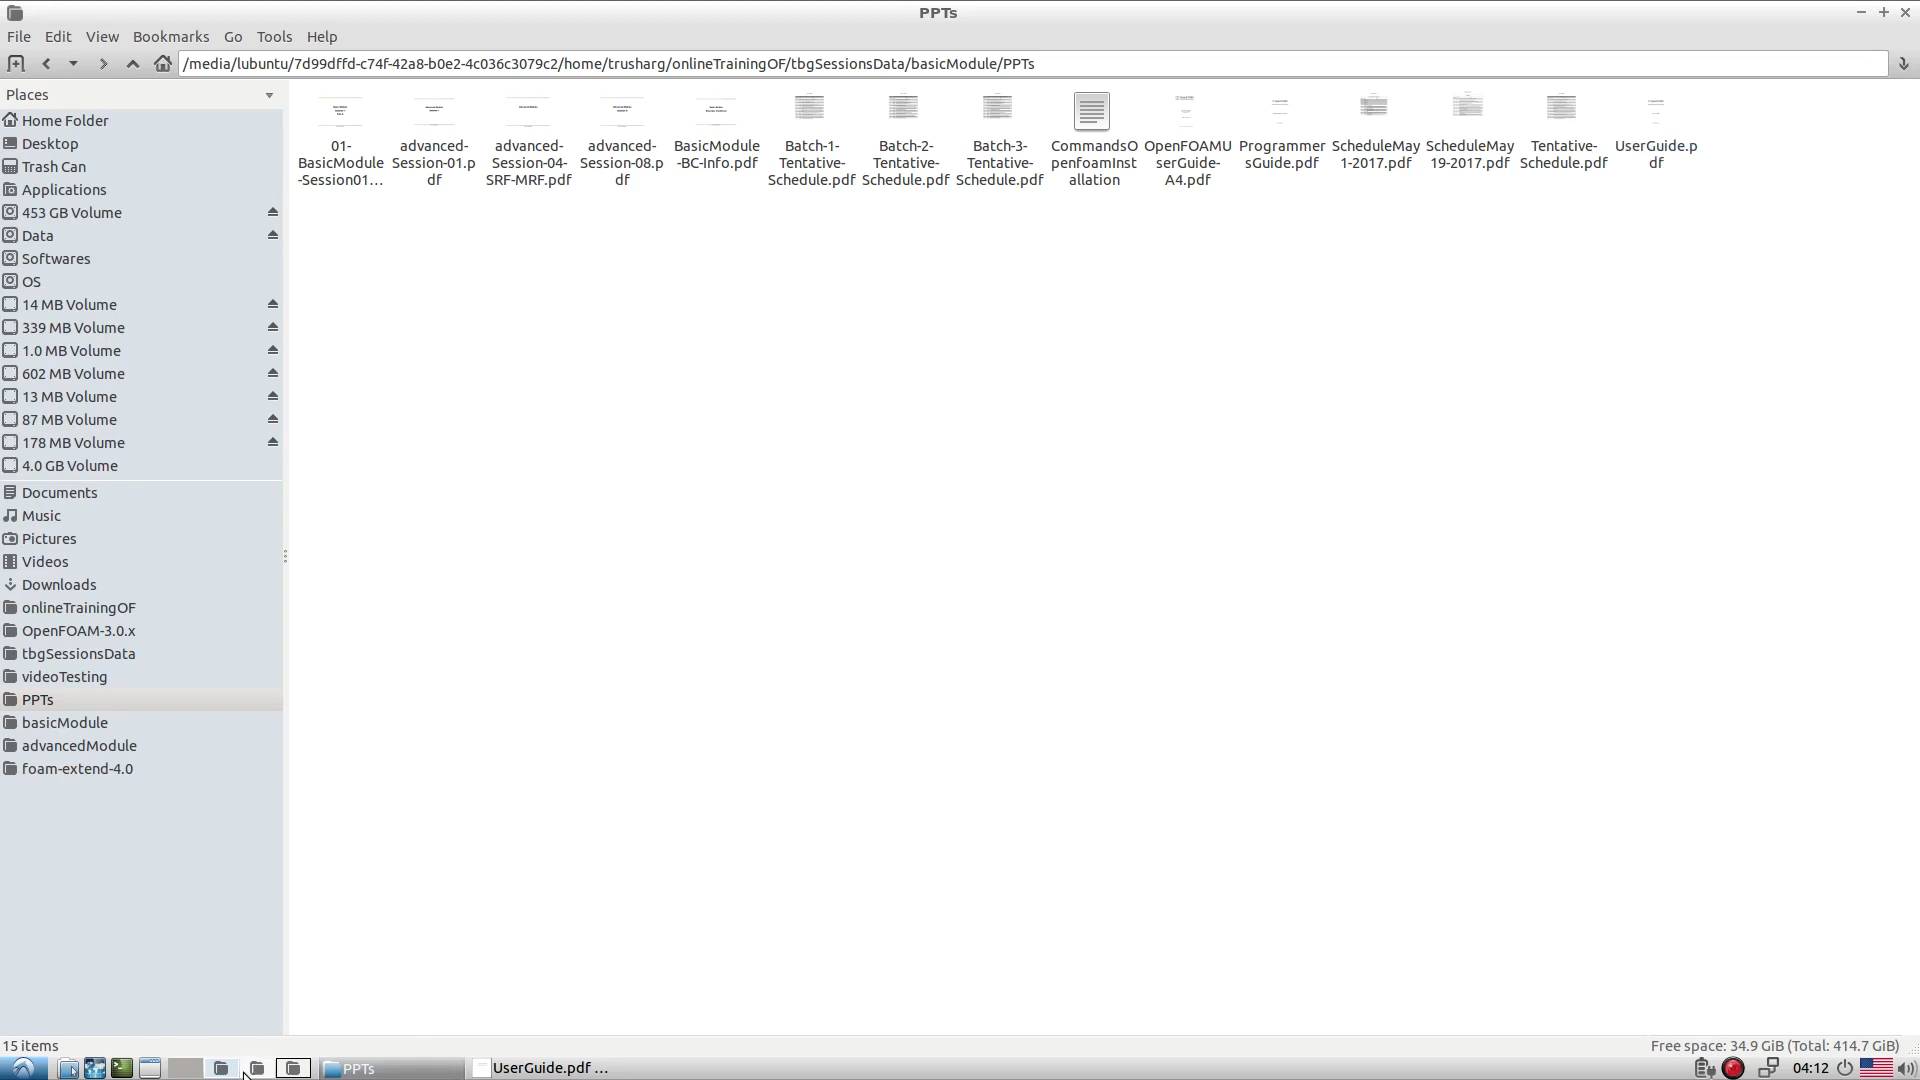 PPTs
File Edit View Bookmarks Go Tools Help
/media/lubuntu/7d99dffd-c74f-42a8-b0e2-4c036c3079c2/home/trusharg/onlineTrainingOF/tbgSessionsData/basicModule/PPTs
Places
Home Folder
Desktop
Trash Can
Applications
453 GB Volume
Data
Softwares
OS
14 MB Volume
339 MB Volume
1.0 MB Volume
602 MB Volume
13 MB Volume
87 MB Volume
178 MB Volume
4.0 GB Volume
Documents
Music
Pictures
Videos
Downloads
onlineTrainingOF
OpenFOAM-3.0.x
tbgSessionsData
videoTesting
PPTs
basicModule
advancedModule
foam-extend-4.0
01-
BasicModule
-Session01...
advanced-
Session-01.p
df
advanced-
Session-04-
SRF-MRF.pdf
advanced-
Session-08.p
df
BasicModule
-BC-Info.pdf
Batch-1-
Tentative-
Schedule.pdf
Batch-2-
Tentative-
Schedule.pdf
Batch-3-
Tentative-
Schedule.pdf
CommandsO
penfoamInst
allation
OpenFOAMU
serGuide-
A4.pdf
Programmer
sGuide.pdf
ScheduleMay
1-2017.pdf
ScheduleMay
19-2017.pdf
Tentative-
Schedule.pdf
UserGuide.p
df
15 items
Free space: 34.9 GiB (Total: 414.7 GiB)
PPTs
UserGuide.pdf ...
04:12